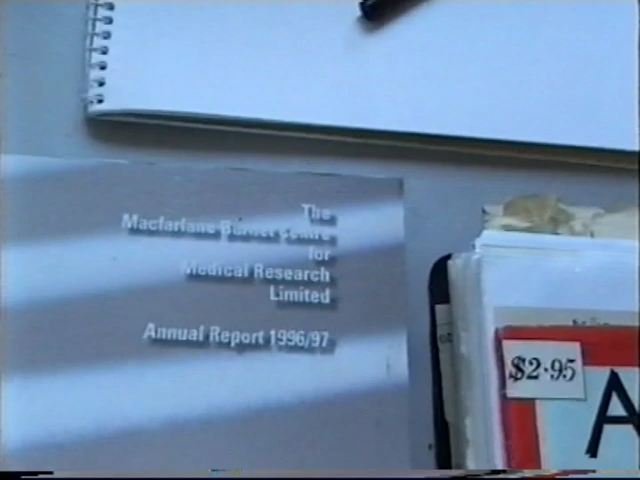 The
Macfarlane Burnet Centre
for
Medical Research
Limited
Annual Report 1996/97
$2.95
A